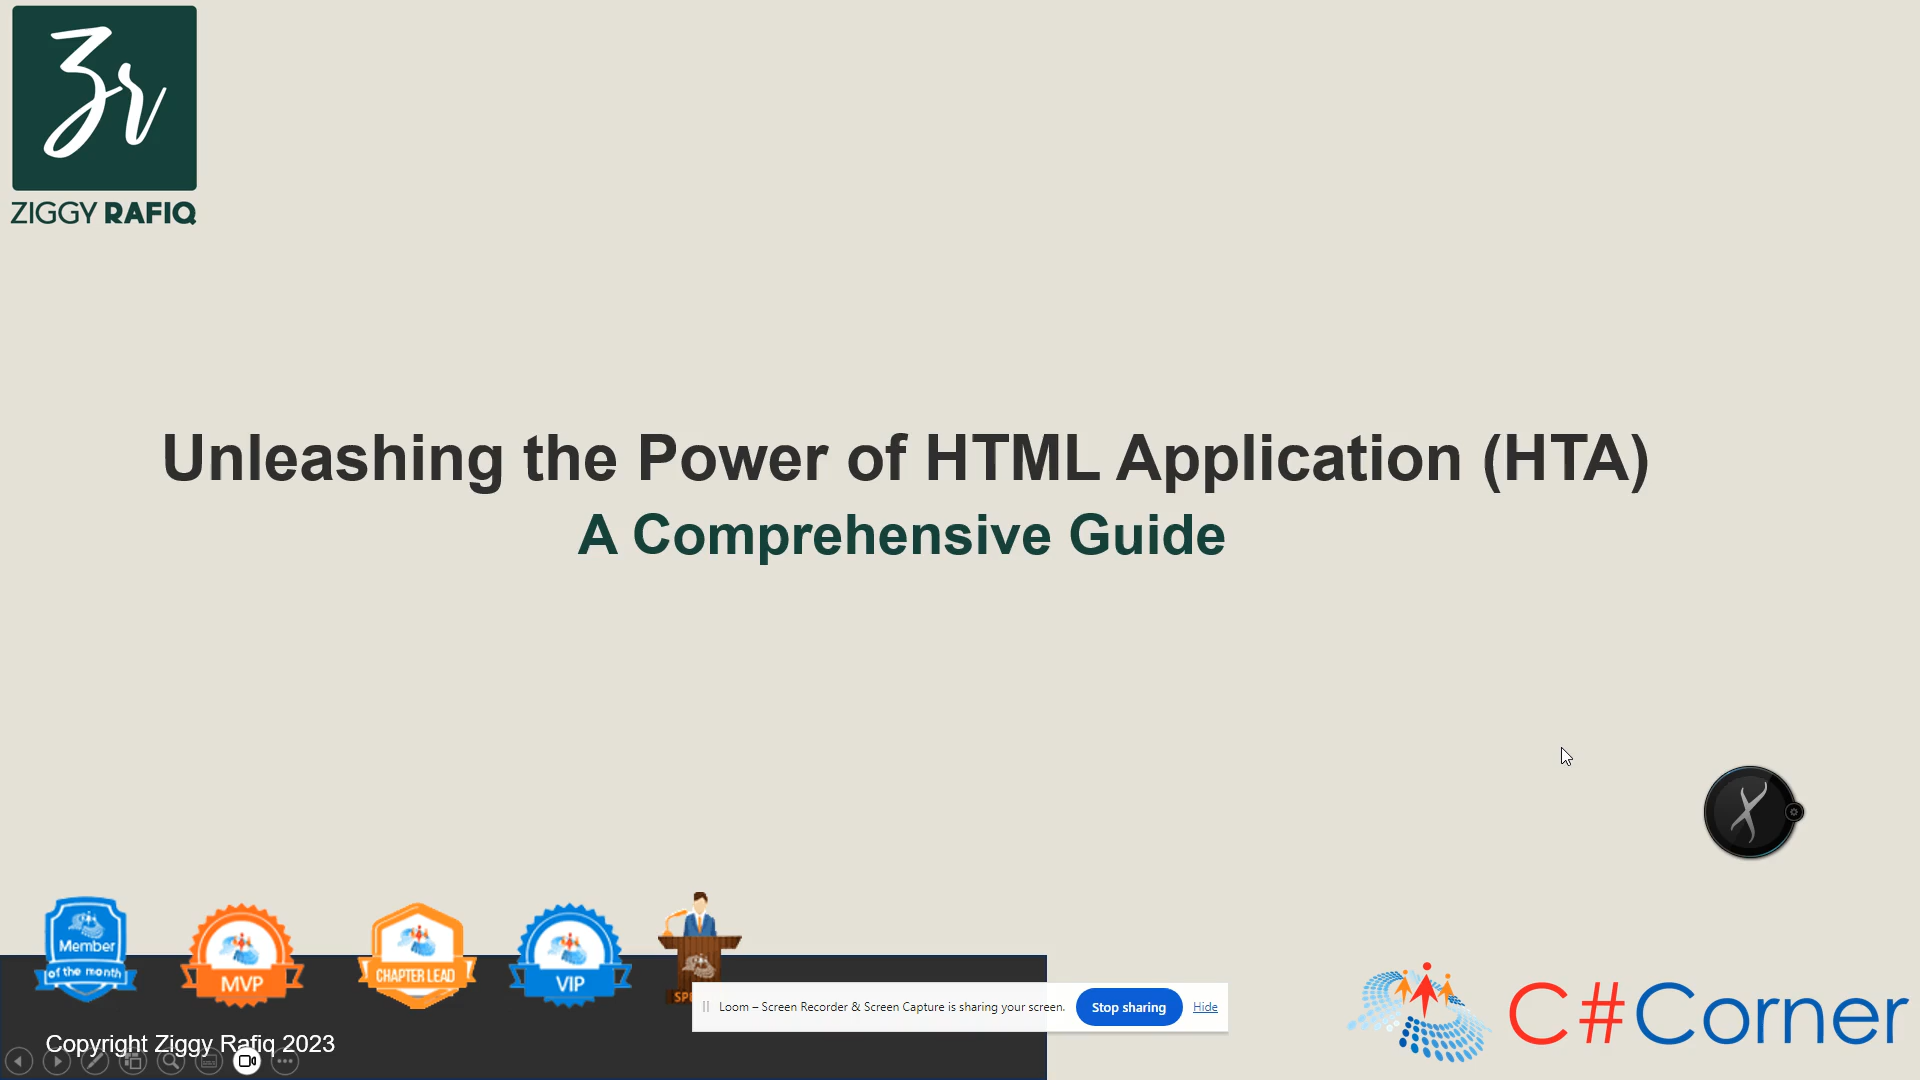 Zr
ZIGGY RAFIQ
Unleashing the Power of HTML Application (HTA)
A Comprehensive Guide
Member
of the month
MVP
CHAPTER LEAD
VIP
Loom – Screen Recorder & Screen Capture is sharing your screen.
Stop sharing
Hide
C#Corner
Copyright Ziggy Rafiq 2023